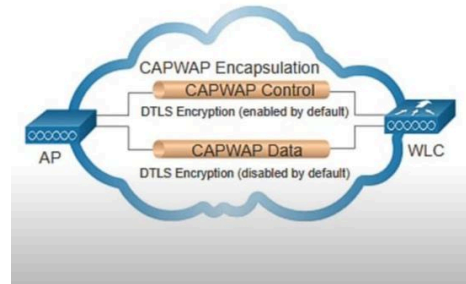 CAPWAP Encapsulation
CAPWAP Control
DTLS Encryption (enabled by default)
AP
WLC
CAPWAP Data
DTLS Encryption (disabled by default)